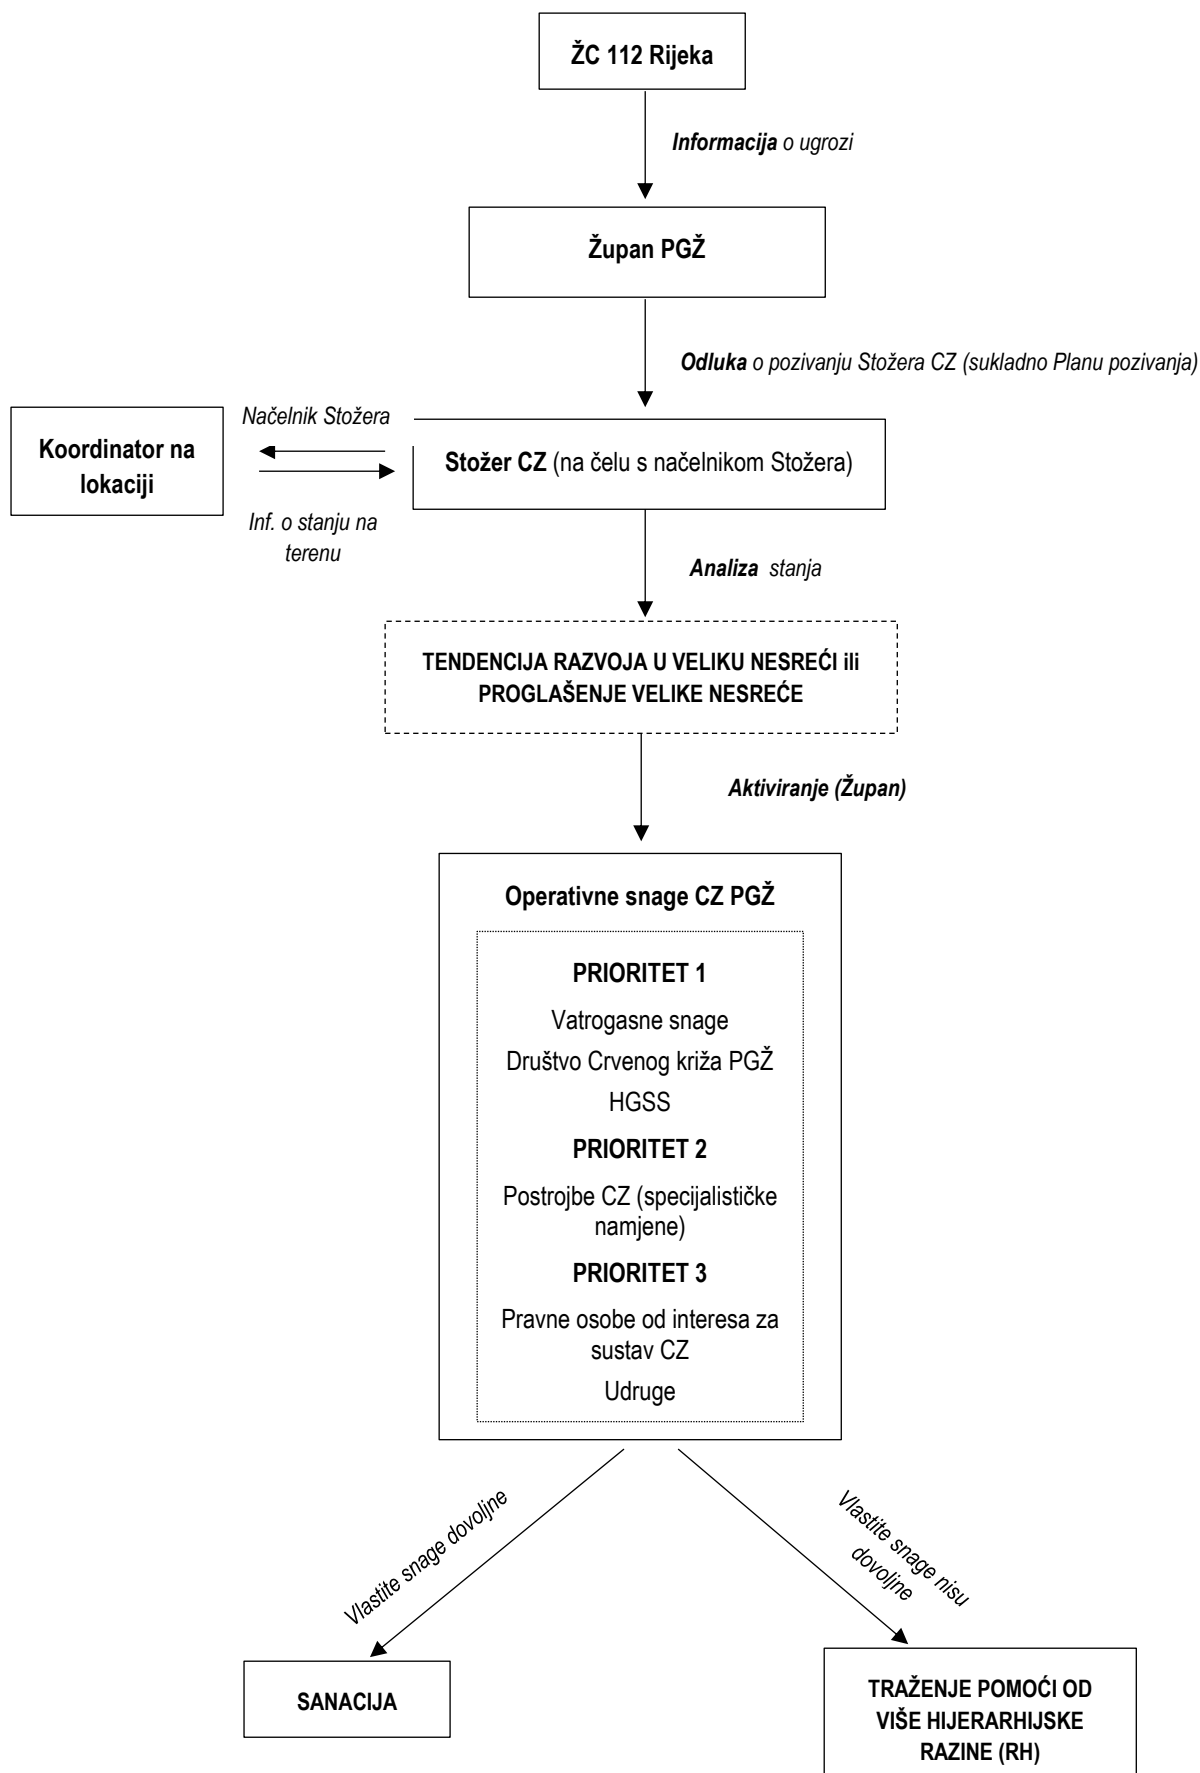 ŽC 112 Rijeka
Informacija o ugrozi
Župan PGŽ
Odluka o pozivanju Stožera CZ (sukladno Planu pozivanja)
Koordinator na
lokaciji
Načelnik Stožera
Inf. o stanju na
terenu
Stožer CZ (na čelu s načelnikom Stožera)
Analiza stanja
TENDENCIJA RAZVOJA U VELIKU NESREĆI ili
PROGLAŠENJE VELIKE NESREĆE
Aktiviranje (Župan)
Operativne snage CZ PGŽ
PRIORITET 1
Vatrogasne snage
Društvo Crvenog križa PGŽ
HGSS
PRIORITET 2
Postrojbe CZ (specijalističke
namjene)
PRIORITET 3
Pravne osobe od interesa za
sustav CZ
Udruge
Vlastite snage dovoljne
Vlastite snage nisu
dovoljne
SANACIJA
TRAŽENJE POMOĆI OD
VIŠE HIJERARHIJSKE
RAZINE (RH)